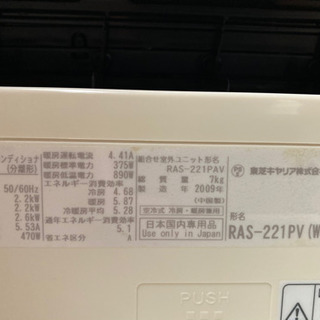 ンディショナ
(分離形)
50/60Hz
2.2kW
2.2kW
2.6kW
5.53A
470W
暖房運転電流 4.41A
暖房標準電力 375W
暖房低温電力 890W
エネルギー消費効率
冷房 4.68
暖房 5.87
冷暖房平均 5.28
通年エネルギー消費効率
5.1
省エネ区分 A
組合せ室外ユニット形名
RAS-221PAV
総質量 7kg
製造年 2009年
(中国製)
空冷式 冷房・暖房兼用
日本国内専用品
Use only in Japan
東芝キヤリア株式会社
形名
RAS-221PV(W
PUSH